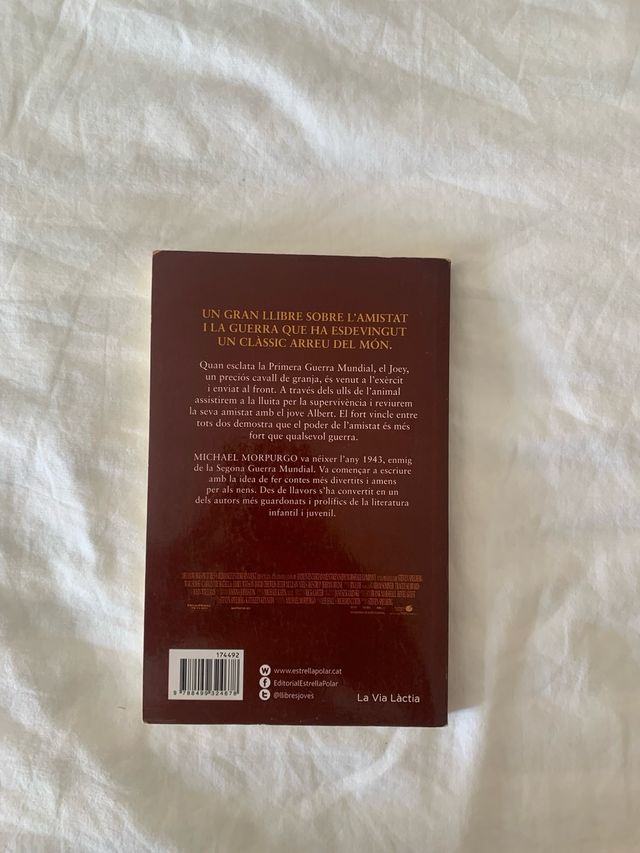 UN GRAN LLIBRE SOBRE L'AMISTAT
I LA GUERRA QUE HA ESDEVINGUT
UN CLÀSSIC ARREU DEL MÓN.
Quan esclata la Primera Guerra Mundial, el Joey,
un preciós cavall de granja, és venut a l'exèrcit
i enviat al front. A través dels ulls de l'animal
assistirem a la lluita per la supervivència i reviurem
la seva amistat amb el jove Albert. El fort vincle entre
tots dos demostra que el poder de l'amistat és més
fort que qualsevol guerra.
MICHAEL MORPURGO va néixer l'any 1943, enmig
de la Segona Guerra Mundial. Va començar a escriure
amb la idea de fer contes més divertits i amens
per als nens. Des de llavors s'ha convertit en un
dels autors més guardonats i prolífics de la literatura
infantil i juvenil.
174492
9 788499 324678
www.estrellapolar.cat
EditorialEstrellaPolar
@llibresjoves
La Via Làctia